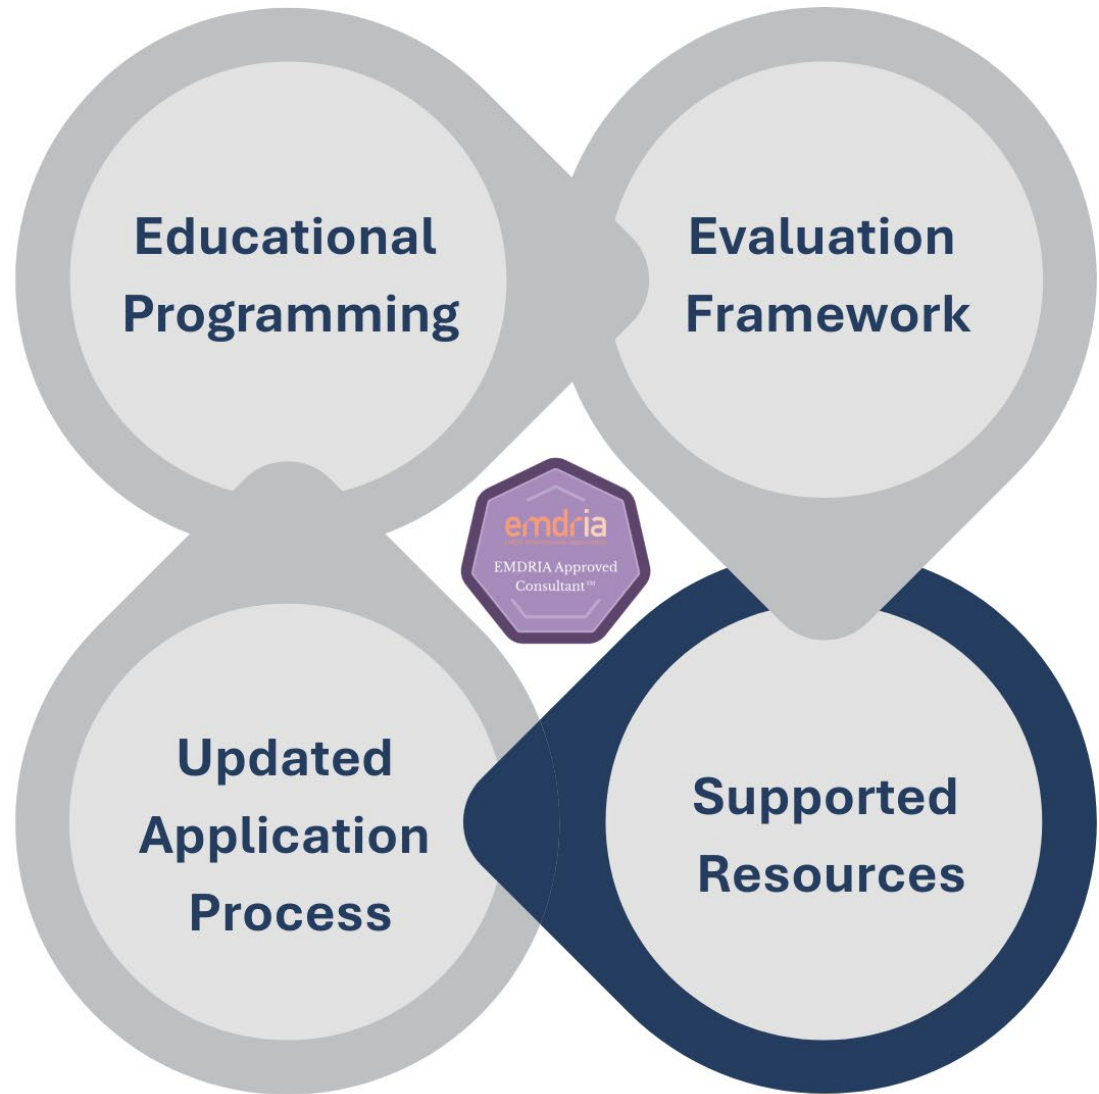 Educational
Programming
Evaluation
Framework
emdria
EMDRIA Approved
Consultant™
Updated
Application
Process
Supported
Resources